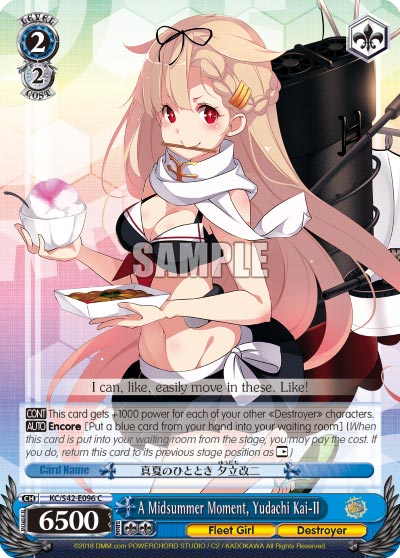 LEVEL
2
2
COST
SAMPLE
I can, like, easily move in these. Like!
CONT This card gets +1000 power for each of your other «Destroyer» characters.
AUTO Encore [Put a blue card from your hand into your waiting room] (When
this card is put into your waiting room from the stage, you may pay the cost. If
you do, return this card to its previous stage position as
Card Name
ゆうだち
真夏のひととき 夕立改二
CH
KC/S42-E096 C
A Midsummer Moment, Yudachi Kai-II
6500
Fleet Girl
Destroyer
©2016 DMM.com POWERCHORD STUDIO / C2 / KADOKAWA All Rights Reserved.